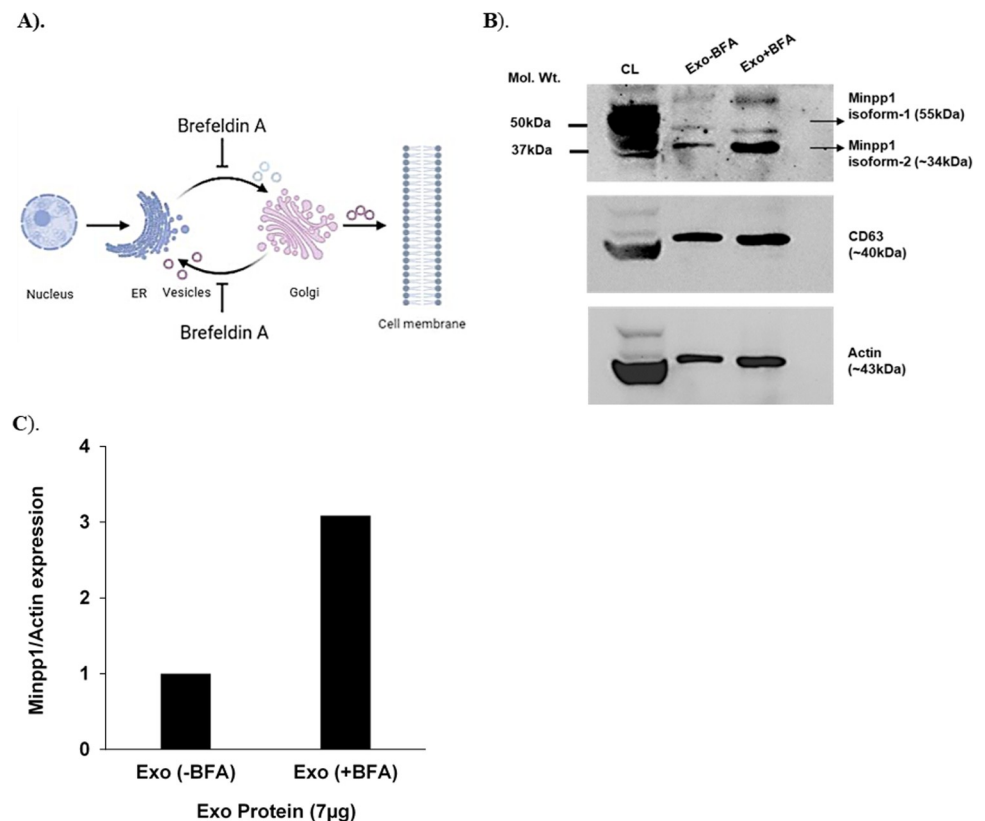 A).
Brefeldin A
Nucleus
ER
Vesicles
Golgi
Cell membrane
Brefeldin A
B).
Mol. Wt.
CL
Exo-BFA
Exo+BFA
50kDa
37kDa
Minpp1
isoform-1 (55kDa)
Minpp1
isoform-2 (~34kDa)
CD63
(~40kDa)
Actin
(~43kDa)
C).
Minpp1/Actin expression
4
3
2
1
0
Exo (-BFA)
Exo (+BFA)
Exo Protein (7µg)